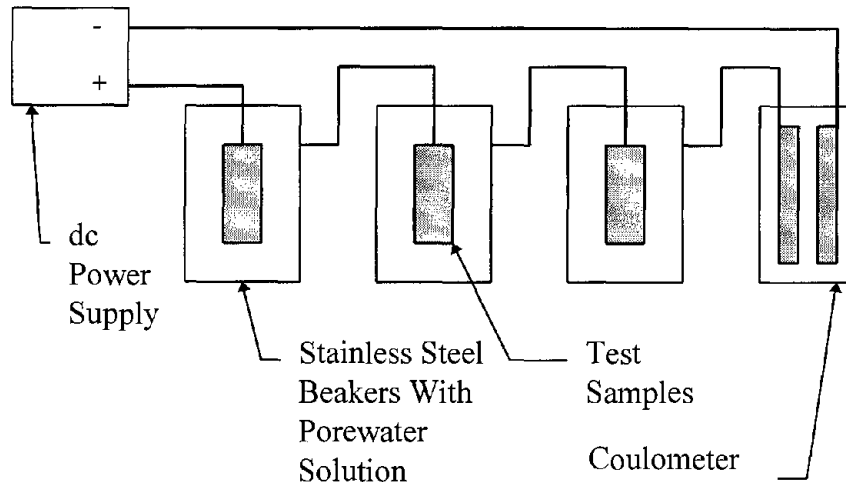 -
+
dc
Power
Supply
Stainless Steel
Beakers With
Porewater
Solution
Test
Samples
Coulometer